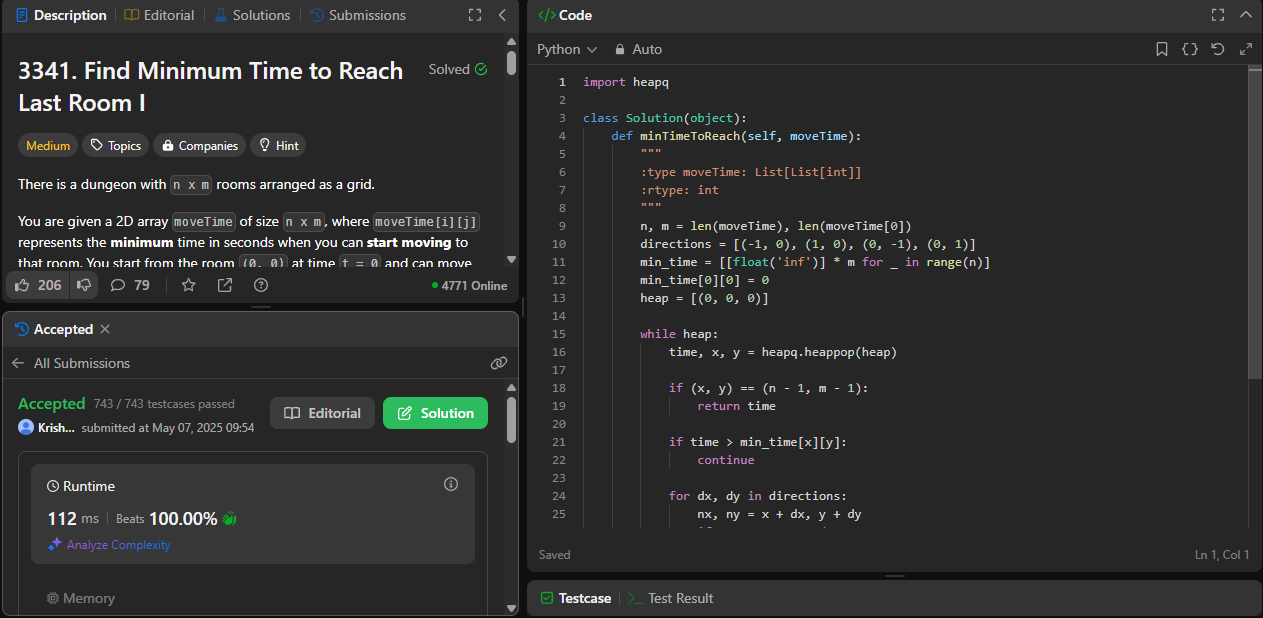 Description | Editorial | Solutions | Submissions
3341. Find Minimum Time to Reach
Last Room I
Solved
Medium Topics Companies Hint
There is a dungeon with n x m rooms arranged as a grid.
You are given a 2D array moveTime of size n x m, where moveTime[i][j]
represents the minimum time in seconds when you can start moving to
that room. You start from the room (0, 0) at time t = 0 and can move
206 79 4771 Online
Accepted
All Submissions
Accepted 743 / 743 testcases passed
Krish... submitted at May 07, 2025 09:54
Editorial Solution
Runtime
112 ms | Beats 100.00%
Analyze Complexity
Memory
</> Code
Python Auto
1 import heapq
2
3 class Solution(object):
4 def minTimeToReach(self, moveTime):
5 """
6 :type moveTime: List[List[int]]
7 :rtype: int
8 """
9 n, m = len(moveTime), len(moveTime[0])
10 directions = [(-1, 0), (1, 0), (0, -1), (0, 1)]
11 min_time = [[float('inf')] * m for _ in range(n)]
12 min_time[0][0] = 0
13 heap = [(0, 0, 0)]
14
15 while heap:
16 time, x, y = heapq.heappop(heap)
17
18 if (x, y) == (n - 1, m - 1):
19 return time
20
21 if time > min_time[x][y]:
22 continue
23
24 for dx, dy in directions:
25 nx, ny = x + dx, y + dy
Saved Ln 1, Col 1
Testcase | >_ Test Result